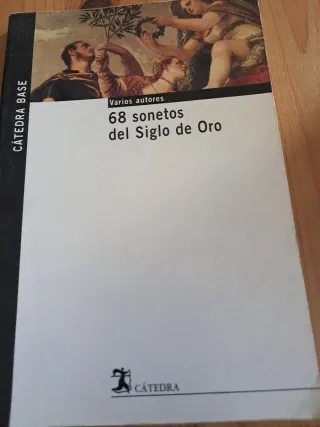 CÁTEDRA BASE
Varios autores
68 sonetos
del Siglo de Oro
CÁTEDRA